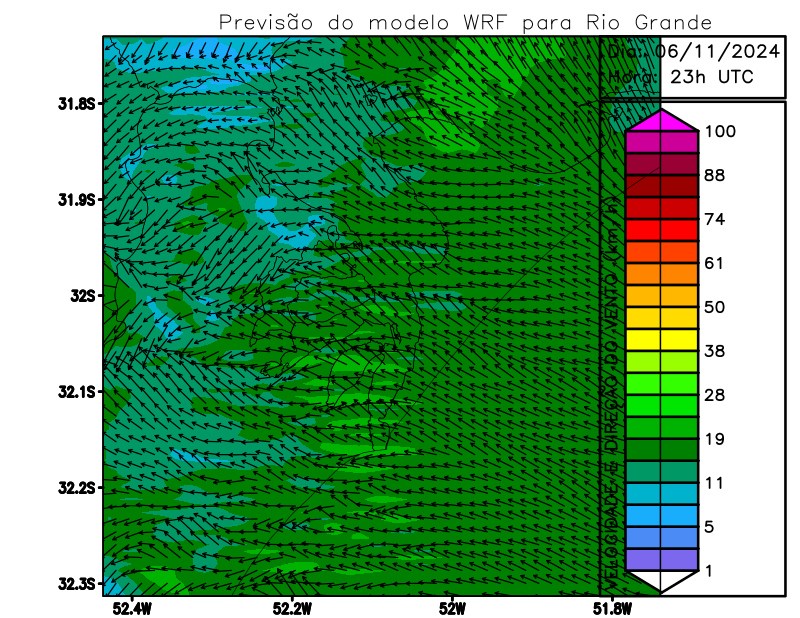 Previsão do modelo WRF para Rio Grande
Dia: 06/11/2024
Hora: 23h UTC
31.8S
31.9S
32S
32.1S
32.2S
32.3S
52.4W
52.2W
52W
51.8W
VELOCIDADE E DIREÇÃO DO VENTO (km/h)
100
88
74
61
50
38
28
19
11
5
1